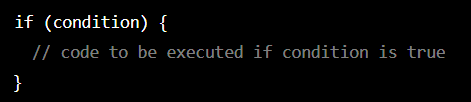 if (condition) {
  // code to be executed if condition is true
}